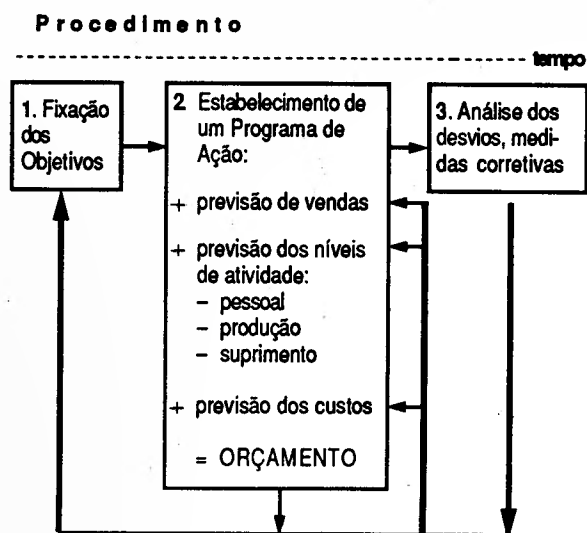 Procedimento
tempo
1. Fixação
dos
Objetivos
2 Estabelecimento de
um Programa de
Ação:
+ previsão de vendas
+ previsão dos níveis
de atividade:
– pessoal
– produção
– suprimento
+ previsão dos custos
= ORÇAMENTO
3. Análise dos
desvios, medi-
das corretivas